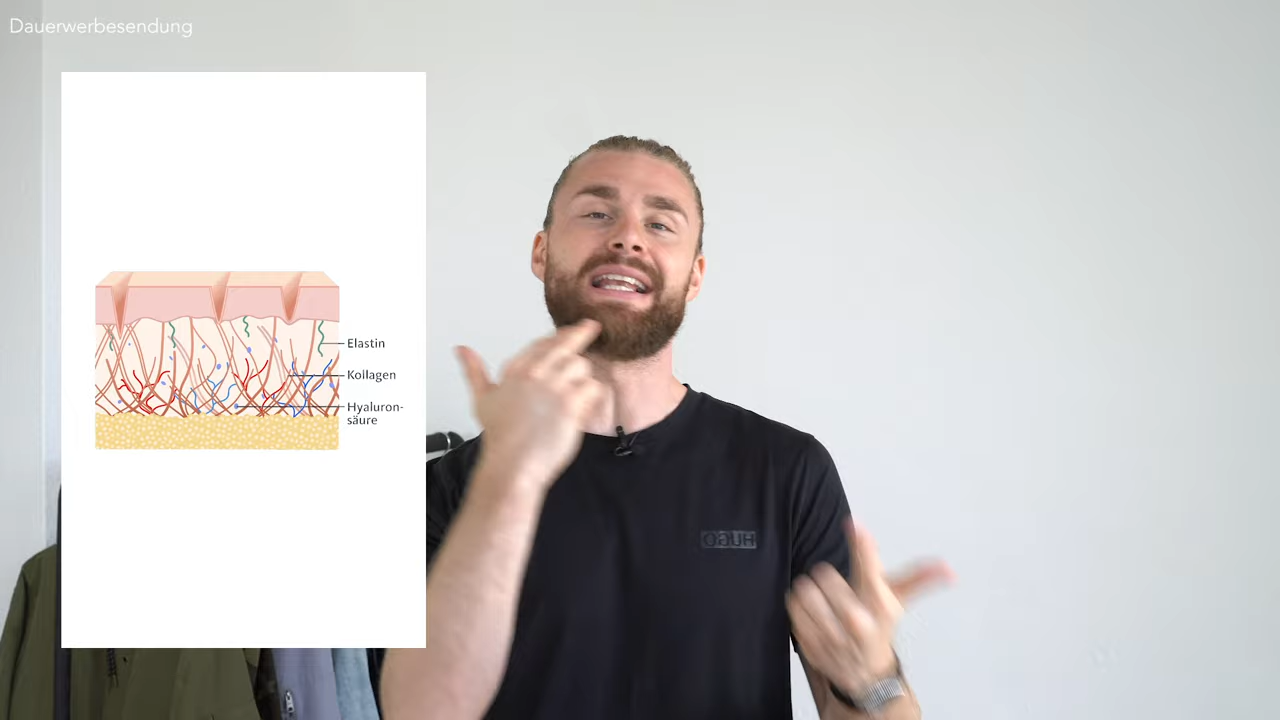 Dauerwerbesendung
Elastin
Kollagen
Hyaluron-
säure
HUGO